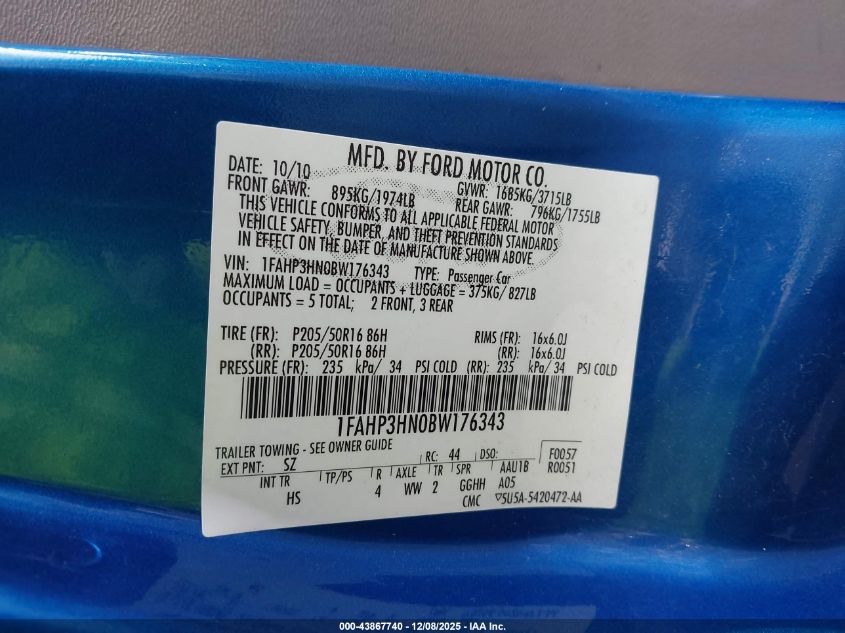 MFD. BY FORD MOTOR CO.
DATE: 10/10 GVWR: 1685KG/3715LB
FRONT GAWR: 895KG/1974LB REAR GAWR: 796KG/1755LB
THIS VEHICLE CONFORMS TO ALL APPLICABLE FEDERAL MOTOR
VEHICLE SAFETY, BUMPER, AND THEFT PREVENTION STANDARDS
IN EFFECT ON THE DATE OF MANUFACTURE SHOWN ABOVE.
VIN: 1FAHP3HN0BW176343 TYPE: Passenger Car
MAXIMUM LOAD = OCCUPANTS + LUGGAGE = 375KG/ 827LB
OCCUPANTS = 5 TOTAL; 2 FRONT, 3 REAR
TIRE (FR): P205/50R16 86H RIMS (FR): 16x6.0J
(RR): P205/50R16 86H (RR): 16x6.0J
PRESSURE (FR): 235 kPa/ 34 PSI COLD (RR): 235 kPa/ 34 PSI COLD
1FAHP3HN0BW176343
TRAILER TOWING - SEE OWNER GUIDE
EXT PNT: SZ RC: 44 DSO: F0057
R0051
INT TR TP/PS R AXLE TR SPR AAU1B
HS 4 WW 2 GGHH A05
CMC ▽5U5A-5420472-AA
000-43867740 - 12/08/2025 - IAA Inc.